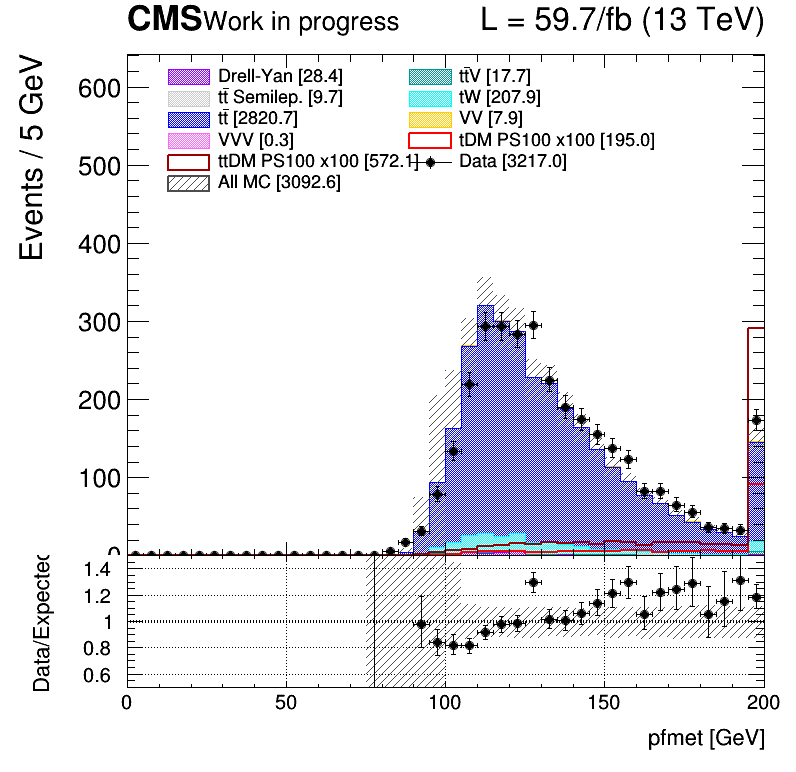 CMS Work in progress L = 59.7/fb (13 TeV)
Events / 5 GeV
600
500
400
300
200
100
0
Drell-Yan [28.4]
tt̄V [17.7]
tt̄ Semilep. [9.7]
tW [207.9]
tt̄ [2820.7]
VV [7.9]
VVV [0.3]
tDM PS100 x100 [195.0]
ttDM PS100 x100 [572.1]
Data [3217.0]
All MC [3092.6]
Data/Expected
1.4
1.2
1
0.8
0.6
0 50 100 150 200
pfmet [GeV]